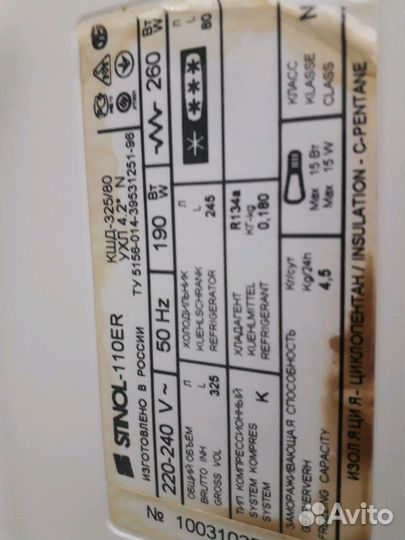 STINOL-110ER
КШД-325/80
УХЛ 4.2* N
ИЗГОТОВЛЕНО В РОССИИ
ТУ 5156-014-39531251-96
220-240 V ~
50 Hz
190 Вт W
260 Вт W
ОБЩИЙ ОБЪЕМ
BRUTTO INH
GROSS VOL
Л L
325
ХОЛОДИЛЬНИК
KUEHLSCHRANK
REFRIGERATOR
Л L
245
Л L
80
ТИП КОМПРЕССИОННЫЙ
SYSTEM KOMPRES
SYSTEM
K
ХЛАДАГЕНТ
KUEHLMITTEL
REFRIGERANT
R134a
КГ-kg
0,180
КЛАСС
KLASSE
CLASS
N
ЗАМОРАЖИВАЮЩАЯ СПОСОБНОСТЬ
CAPACITY
Кг/сут
Kg/24h
4,5
Max 15 Вт
Max 15 W
ИЗОЛЯЦИЯ - ЦИКЛОПЕНТАН / INSULATION - C-PENTANE
№
Avito